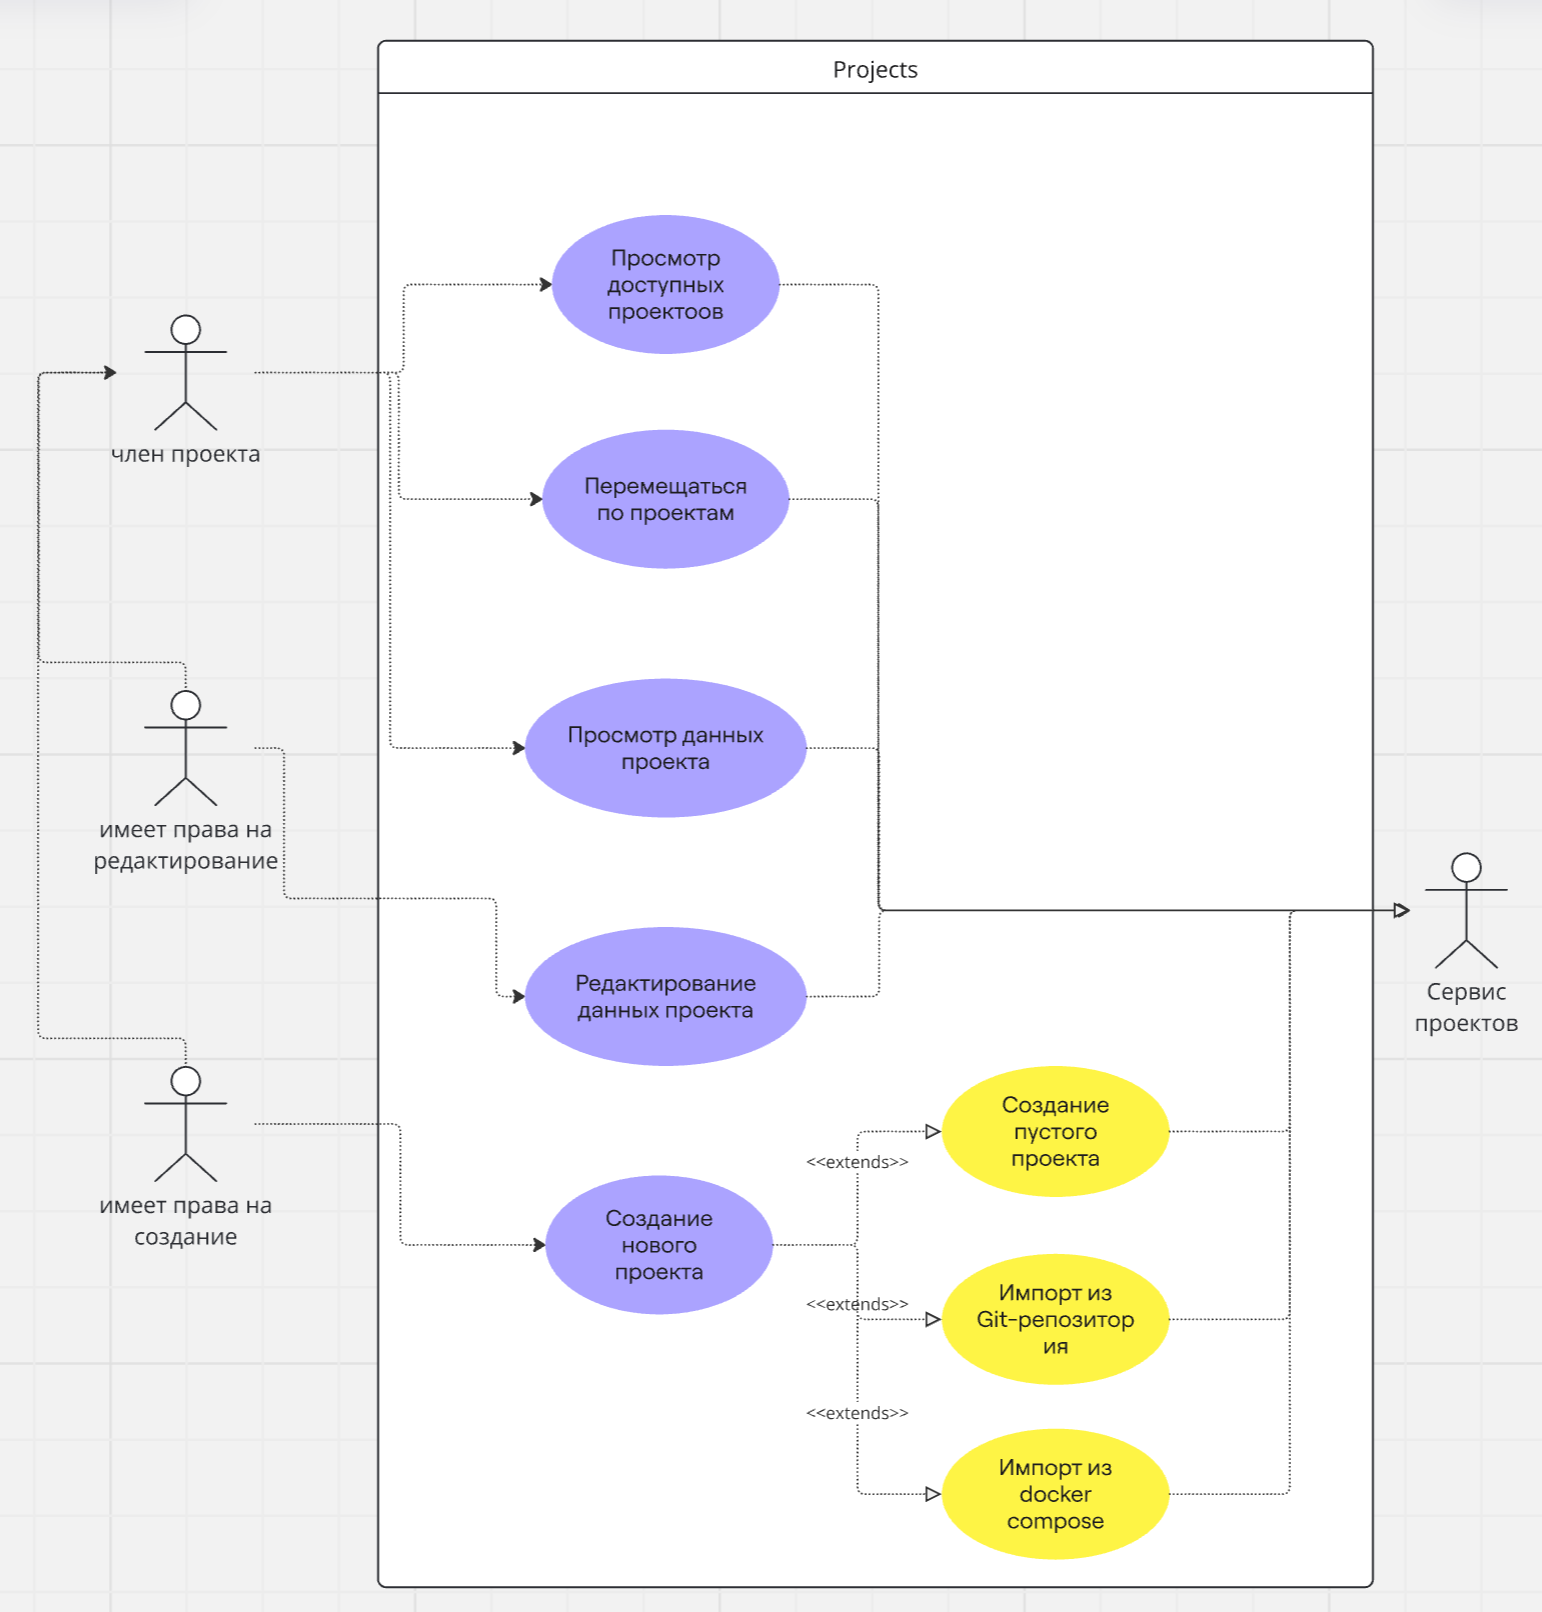 Projects
Просмотр
доступных
проектоов
член проекта
Перемещаться
по проектам
Просмотр данных
проекта
имеет права на
редактирование
Редактирование
данных проекта
Сервис
проектов
Создание
пустого
проекта
<<extends>>
имеет права на
создание
Создание
нового
проекта
<<extends>>
Импорт из
Git-репозитор
ия
<<extends>>
Импорт из
docker
compose